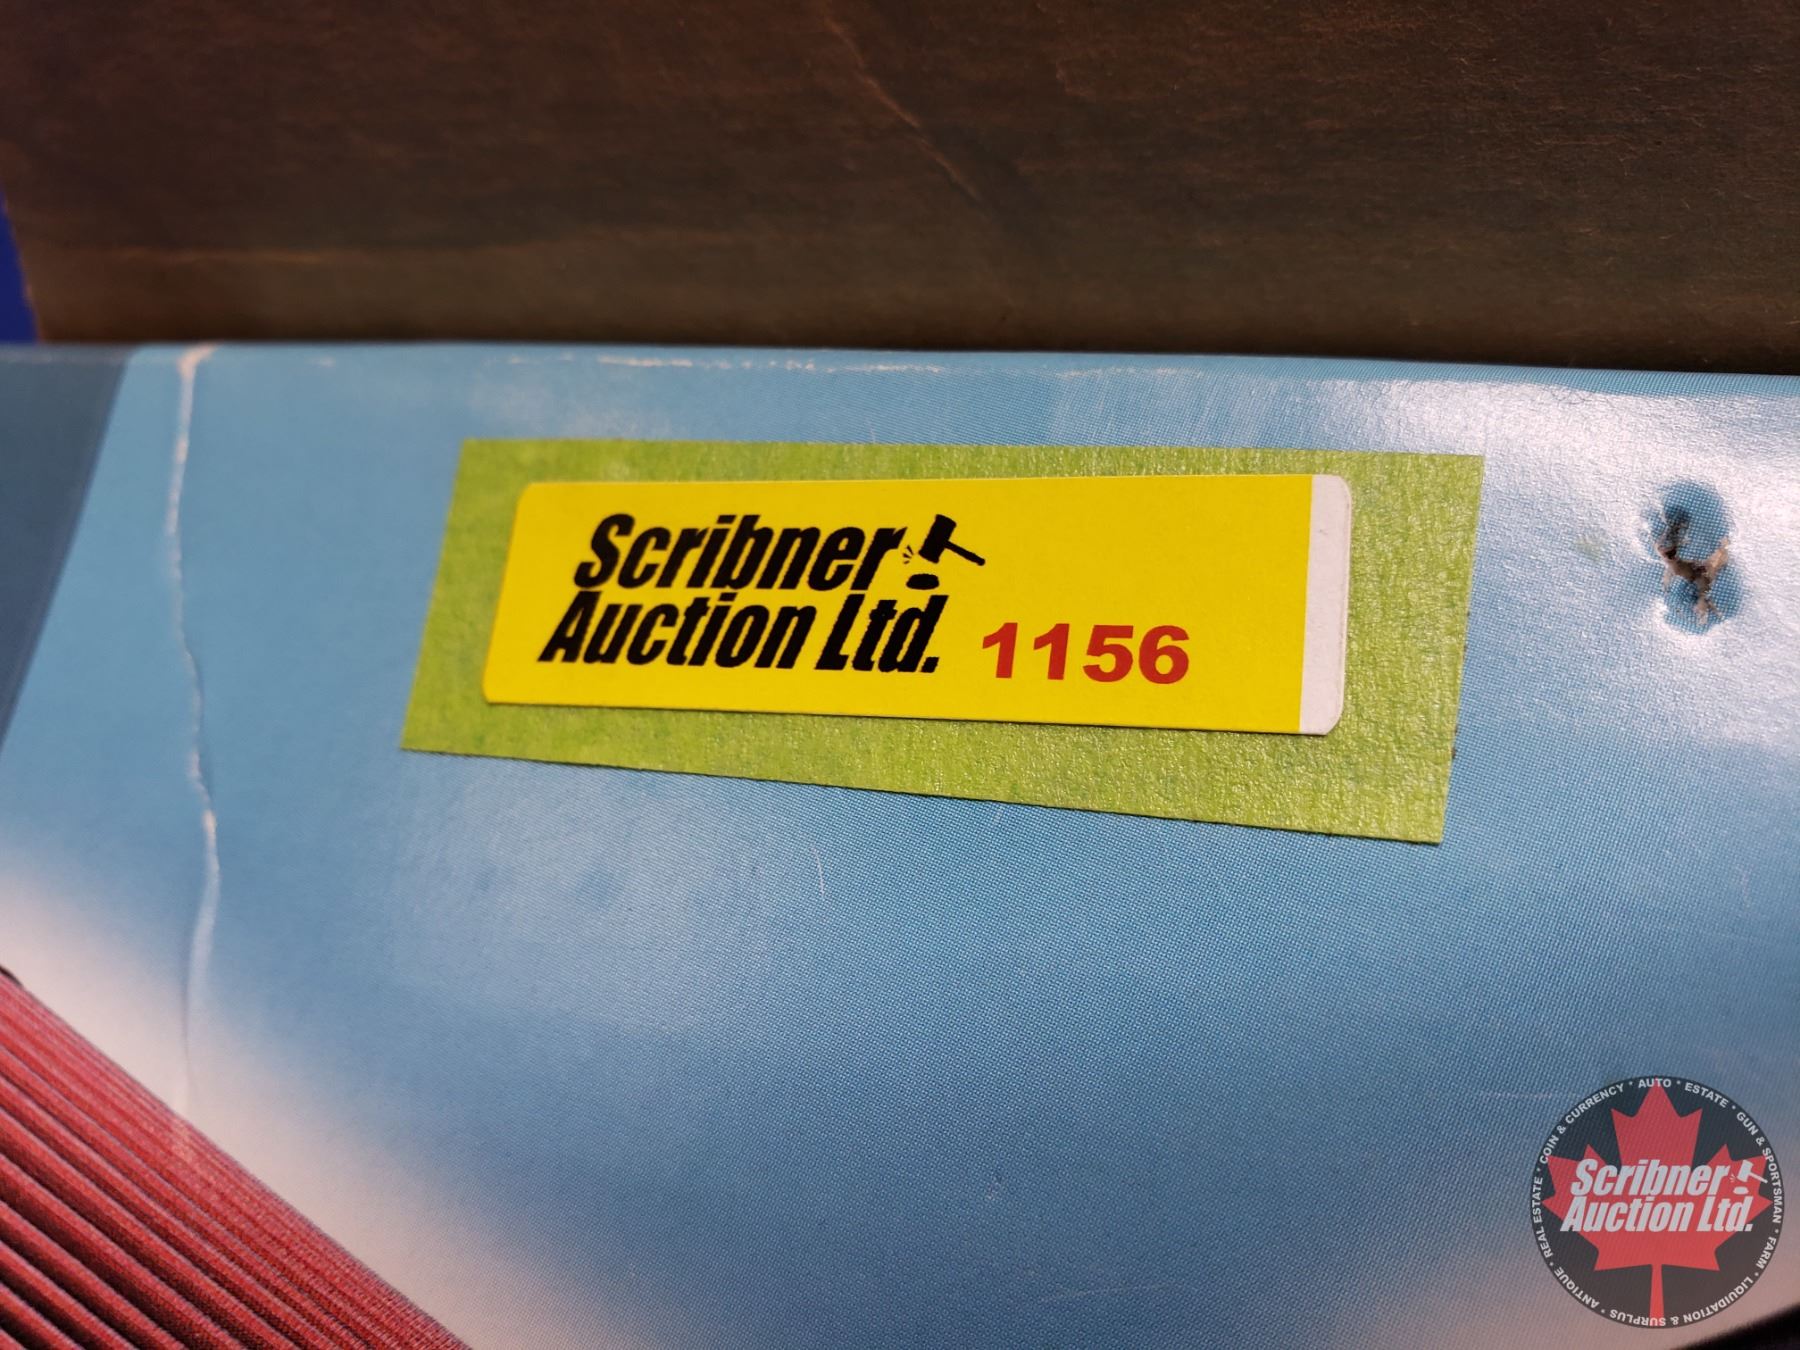 Scribner
Auction Ltd. 1156
COIN & CURRENCY • AUTO • ESTATE • GUN & SPORTSMAN • FARM • LIQUIDATION & SURPLUS • ANTIQUE • REAL ESTATE •
Scribner
Auction Ltd.